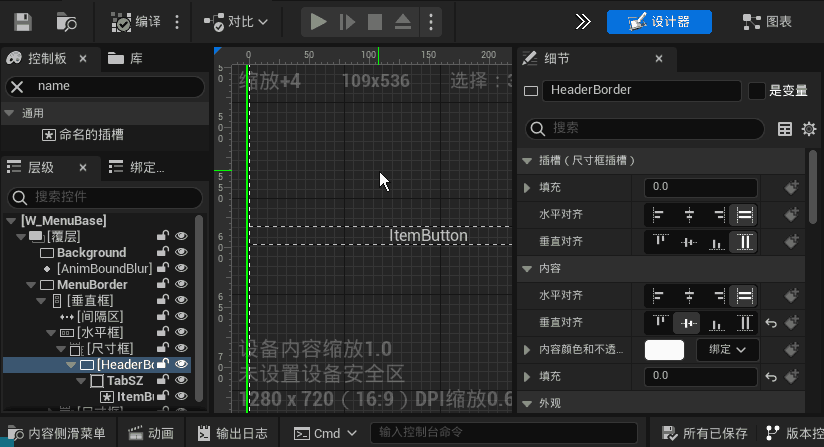 编译
对比
设计器
图表
控制板
库
name
通用
命名的插槽
层级
绑定...
搜索控件
[W_MenuBase]
[覆层]
Background
[AnimBoundBlur]
MenuBorder
[垂直框]
[间隔区]
[水平框]
[尺寸框]
[HeaderBo
TabSZ
ItemBu
[尺寸框]
0
50
100
150
200
缩放+4
109x536
选择：3
ItemButton
设备内容缩放1.0
未设置设备安全区
1280 x 720（16:9）DPI缩放0.6
细节
HeaderBorder
是变量
搜索
插槽（尺寸框插槽）
填充
0.0
水平对齐
垂直对齐
内容
水平对齐
垂直对齐
内容颜色和不透...
绑定
填充
0.0
外观
内容侧滑菜单
动画
输出日志
Cmd
输入控制台命令
所有已保存
版本控